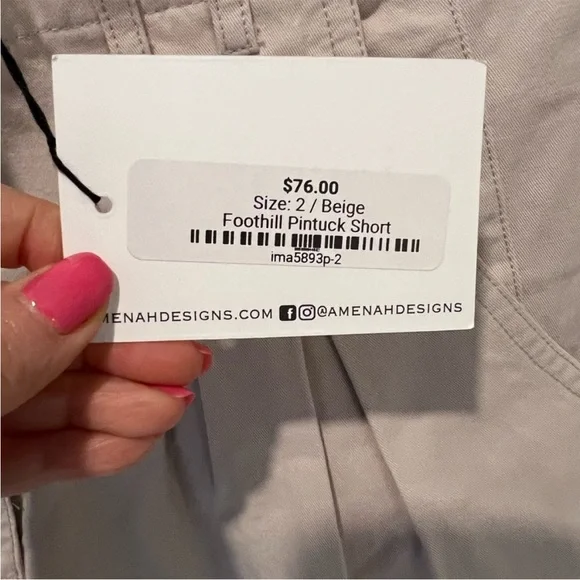 $76.00
Size: 2 / Beige
Foothill Pintuck Short
ima5893p-2
MENAHDESIGNS.COM @AMENAHDESIGNS